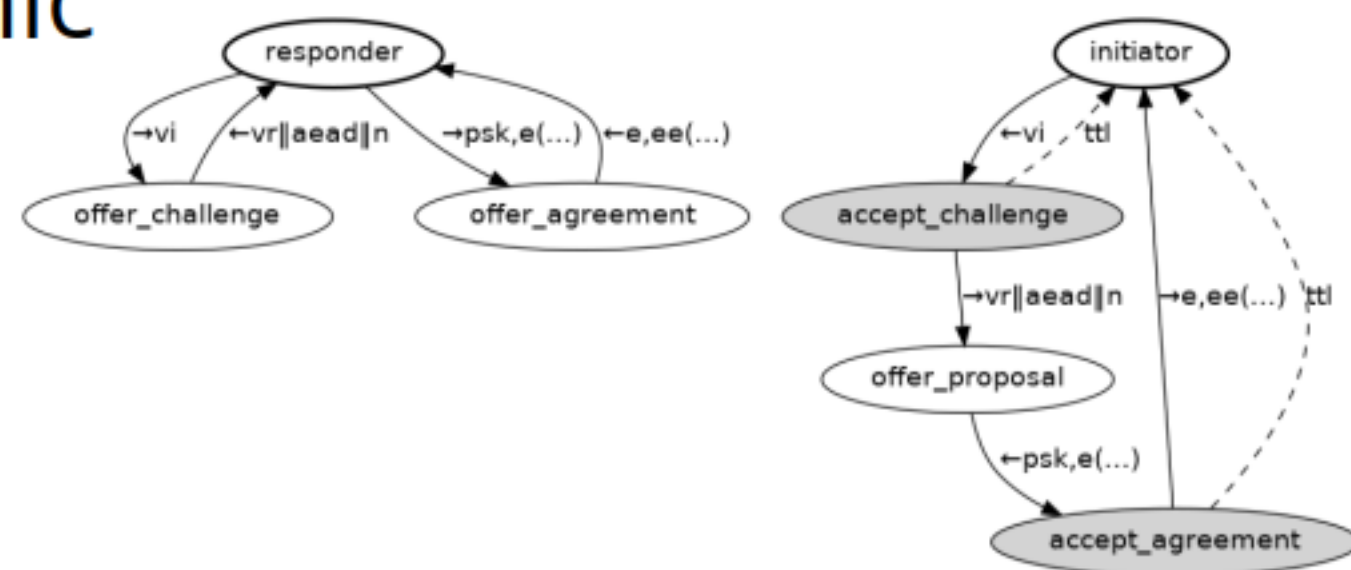 responder
→vi
←vr‖aead‖n
→psk,e(...)
←e,ee(...)
offer_challenge
offer_agreement
initiator
←vi
ttl
accept_challenge
→vr‖aead‖n
→e,ee(...)
ttl
offer_proposal
←psk,e(...)
accept_agreement